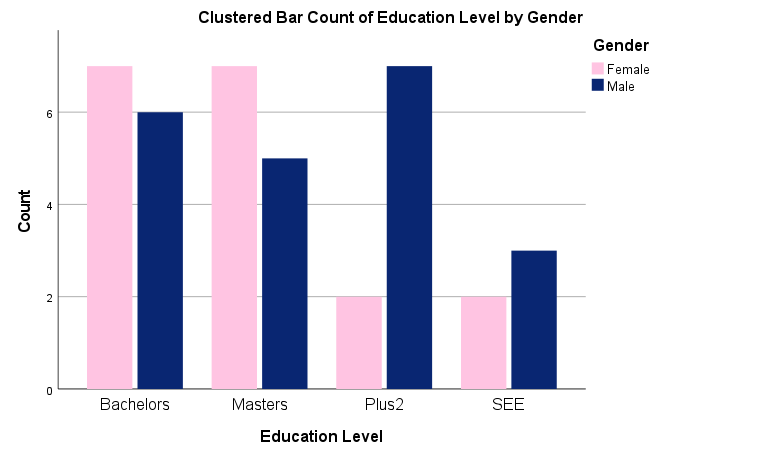 Clustered Bar Count of Education Level by Gender
Gender
Female
Male
6
4
2
0
Count
Bachelors Masters Plus2 SEE
Education Level